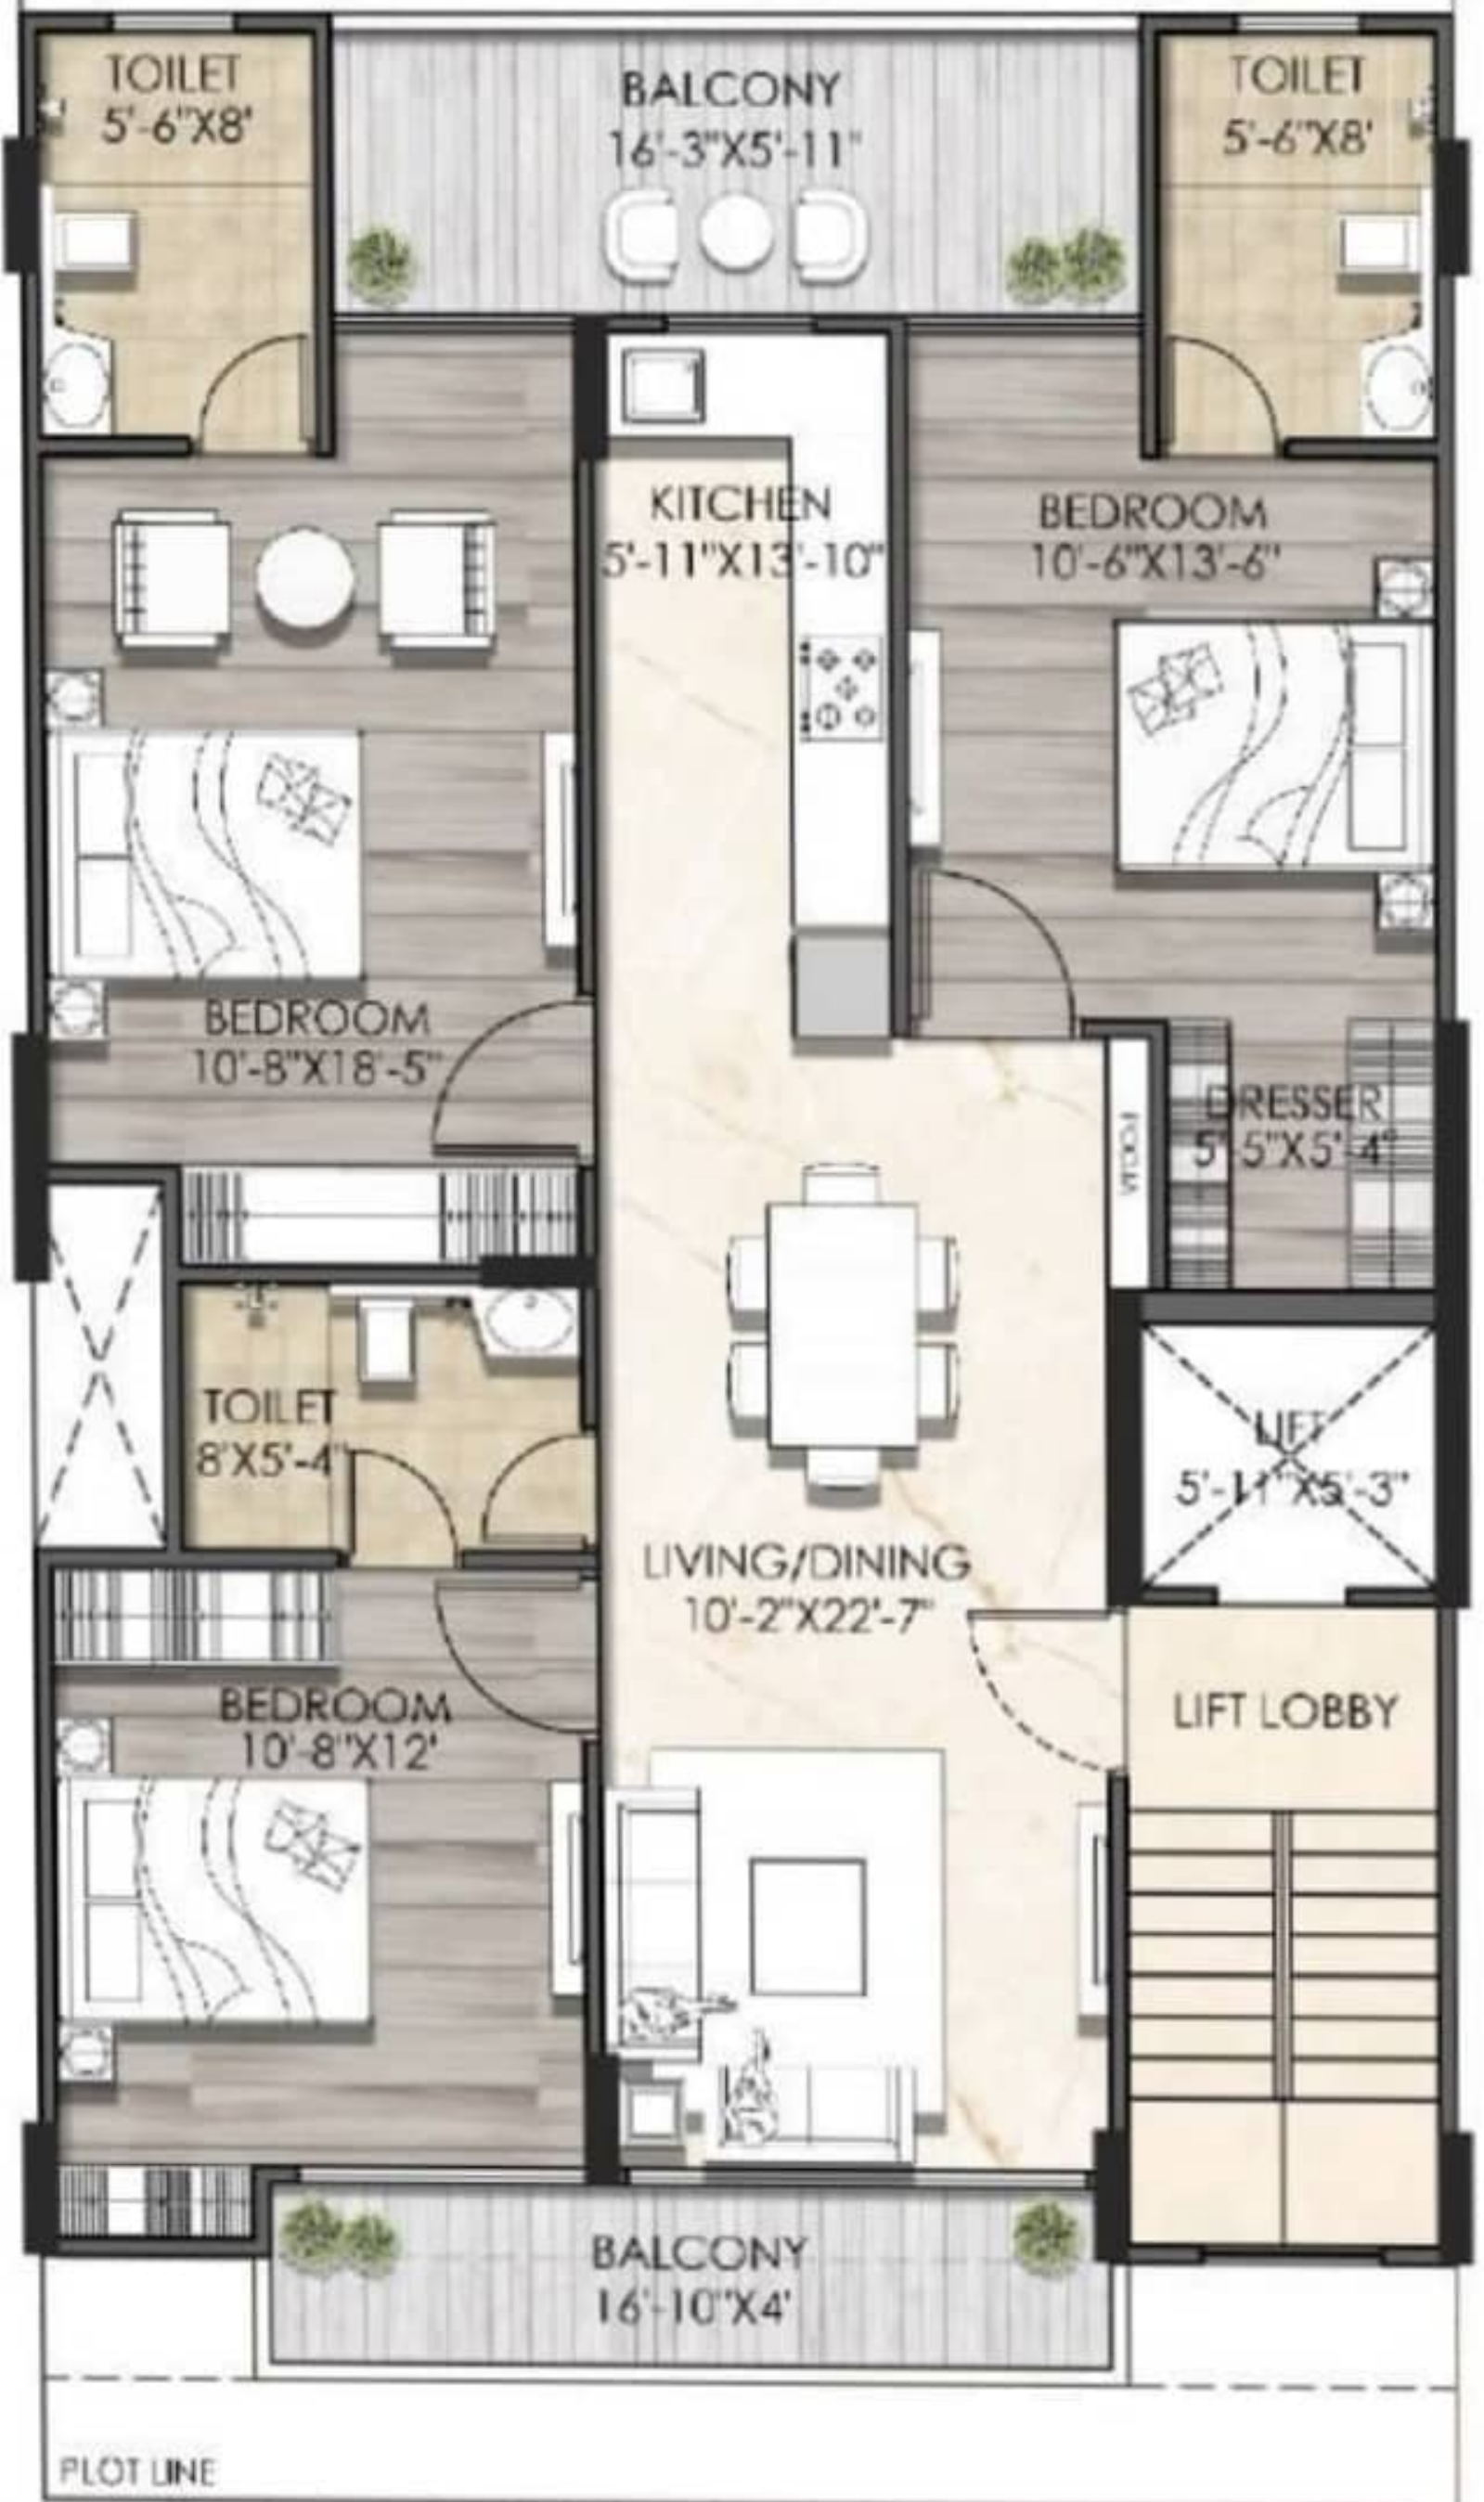 TOILET
5'-6"X8'
BALCONY
16'-3"X5'-11"
TOILET
5'-6"X8'
KITCHEN
5'-11"X13'-10"
BEDROOM
10'-6"X13'-6"
BEDROOM
10'-8"X18'-5"
DRESSER
5'-5"X5'-4"
TOILET
8'X5'-4"
LIFT
5'-11"X5'-3"
LIVING/DINING
10'-2"X22'-7"
LIFT LOBBY
BEDROOM
10'-8"X12'
BALCONY
16'-10"X4'
PLOT LINE